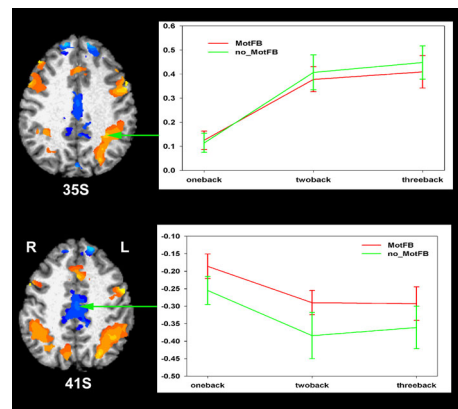 0.6
MotFB
no_MotFB
0.5
0.4
0.3
0.2
0.1
0.0
oneback twoback threeback
35S
-0.10
MotFB
no_MotFB
-0.15
-0.20
-0.25
-0.30
-0.35
-0.40
-0.45
-0.50
oneback twoback threeback
R L
41S